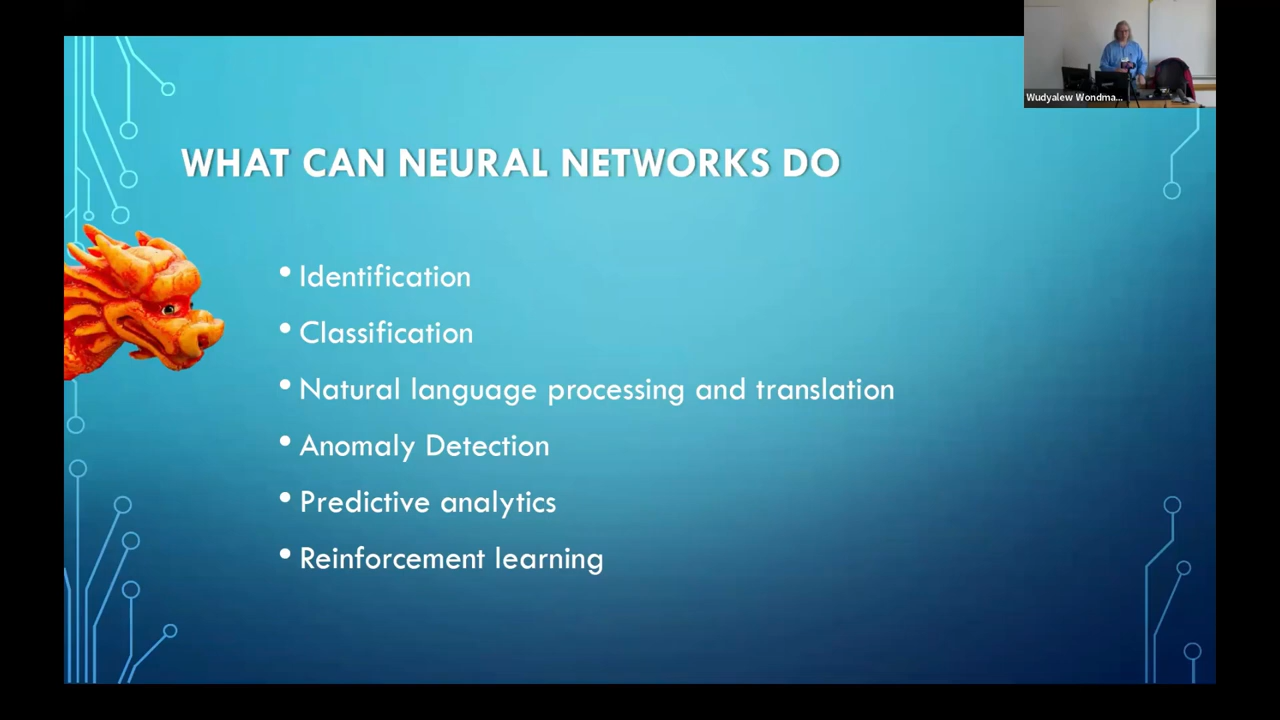 Wudyalew Wondma...
WHAT CAN NEURAL NETWORKS DO
• Identification
• Classification
• Natural language processing and translation
• Anomaly Detection
• Predictive analytics
• Reinforcement learning